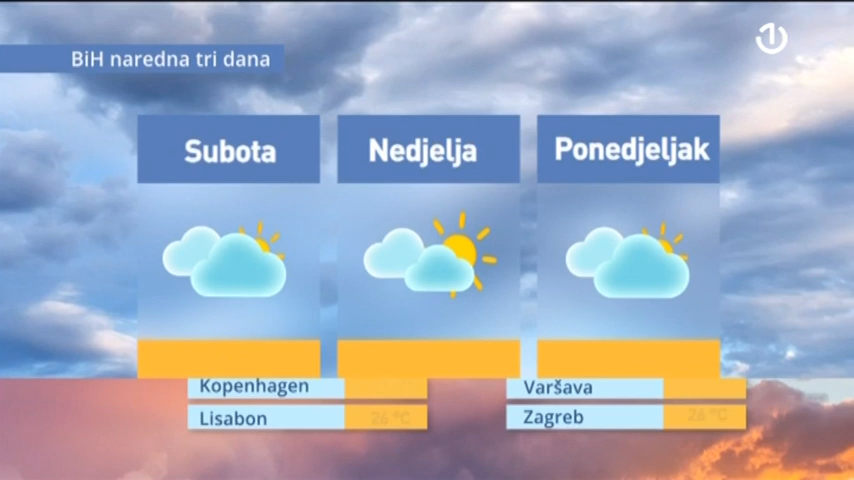 BiH naredna tri dana
Subota
Nedjelja
Ponedjeljak
Kopenhagen
Varšava
Lisabon 26 °C
Zagreb 26 °C